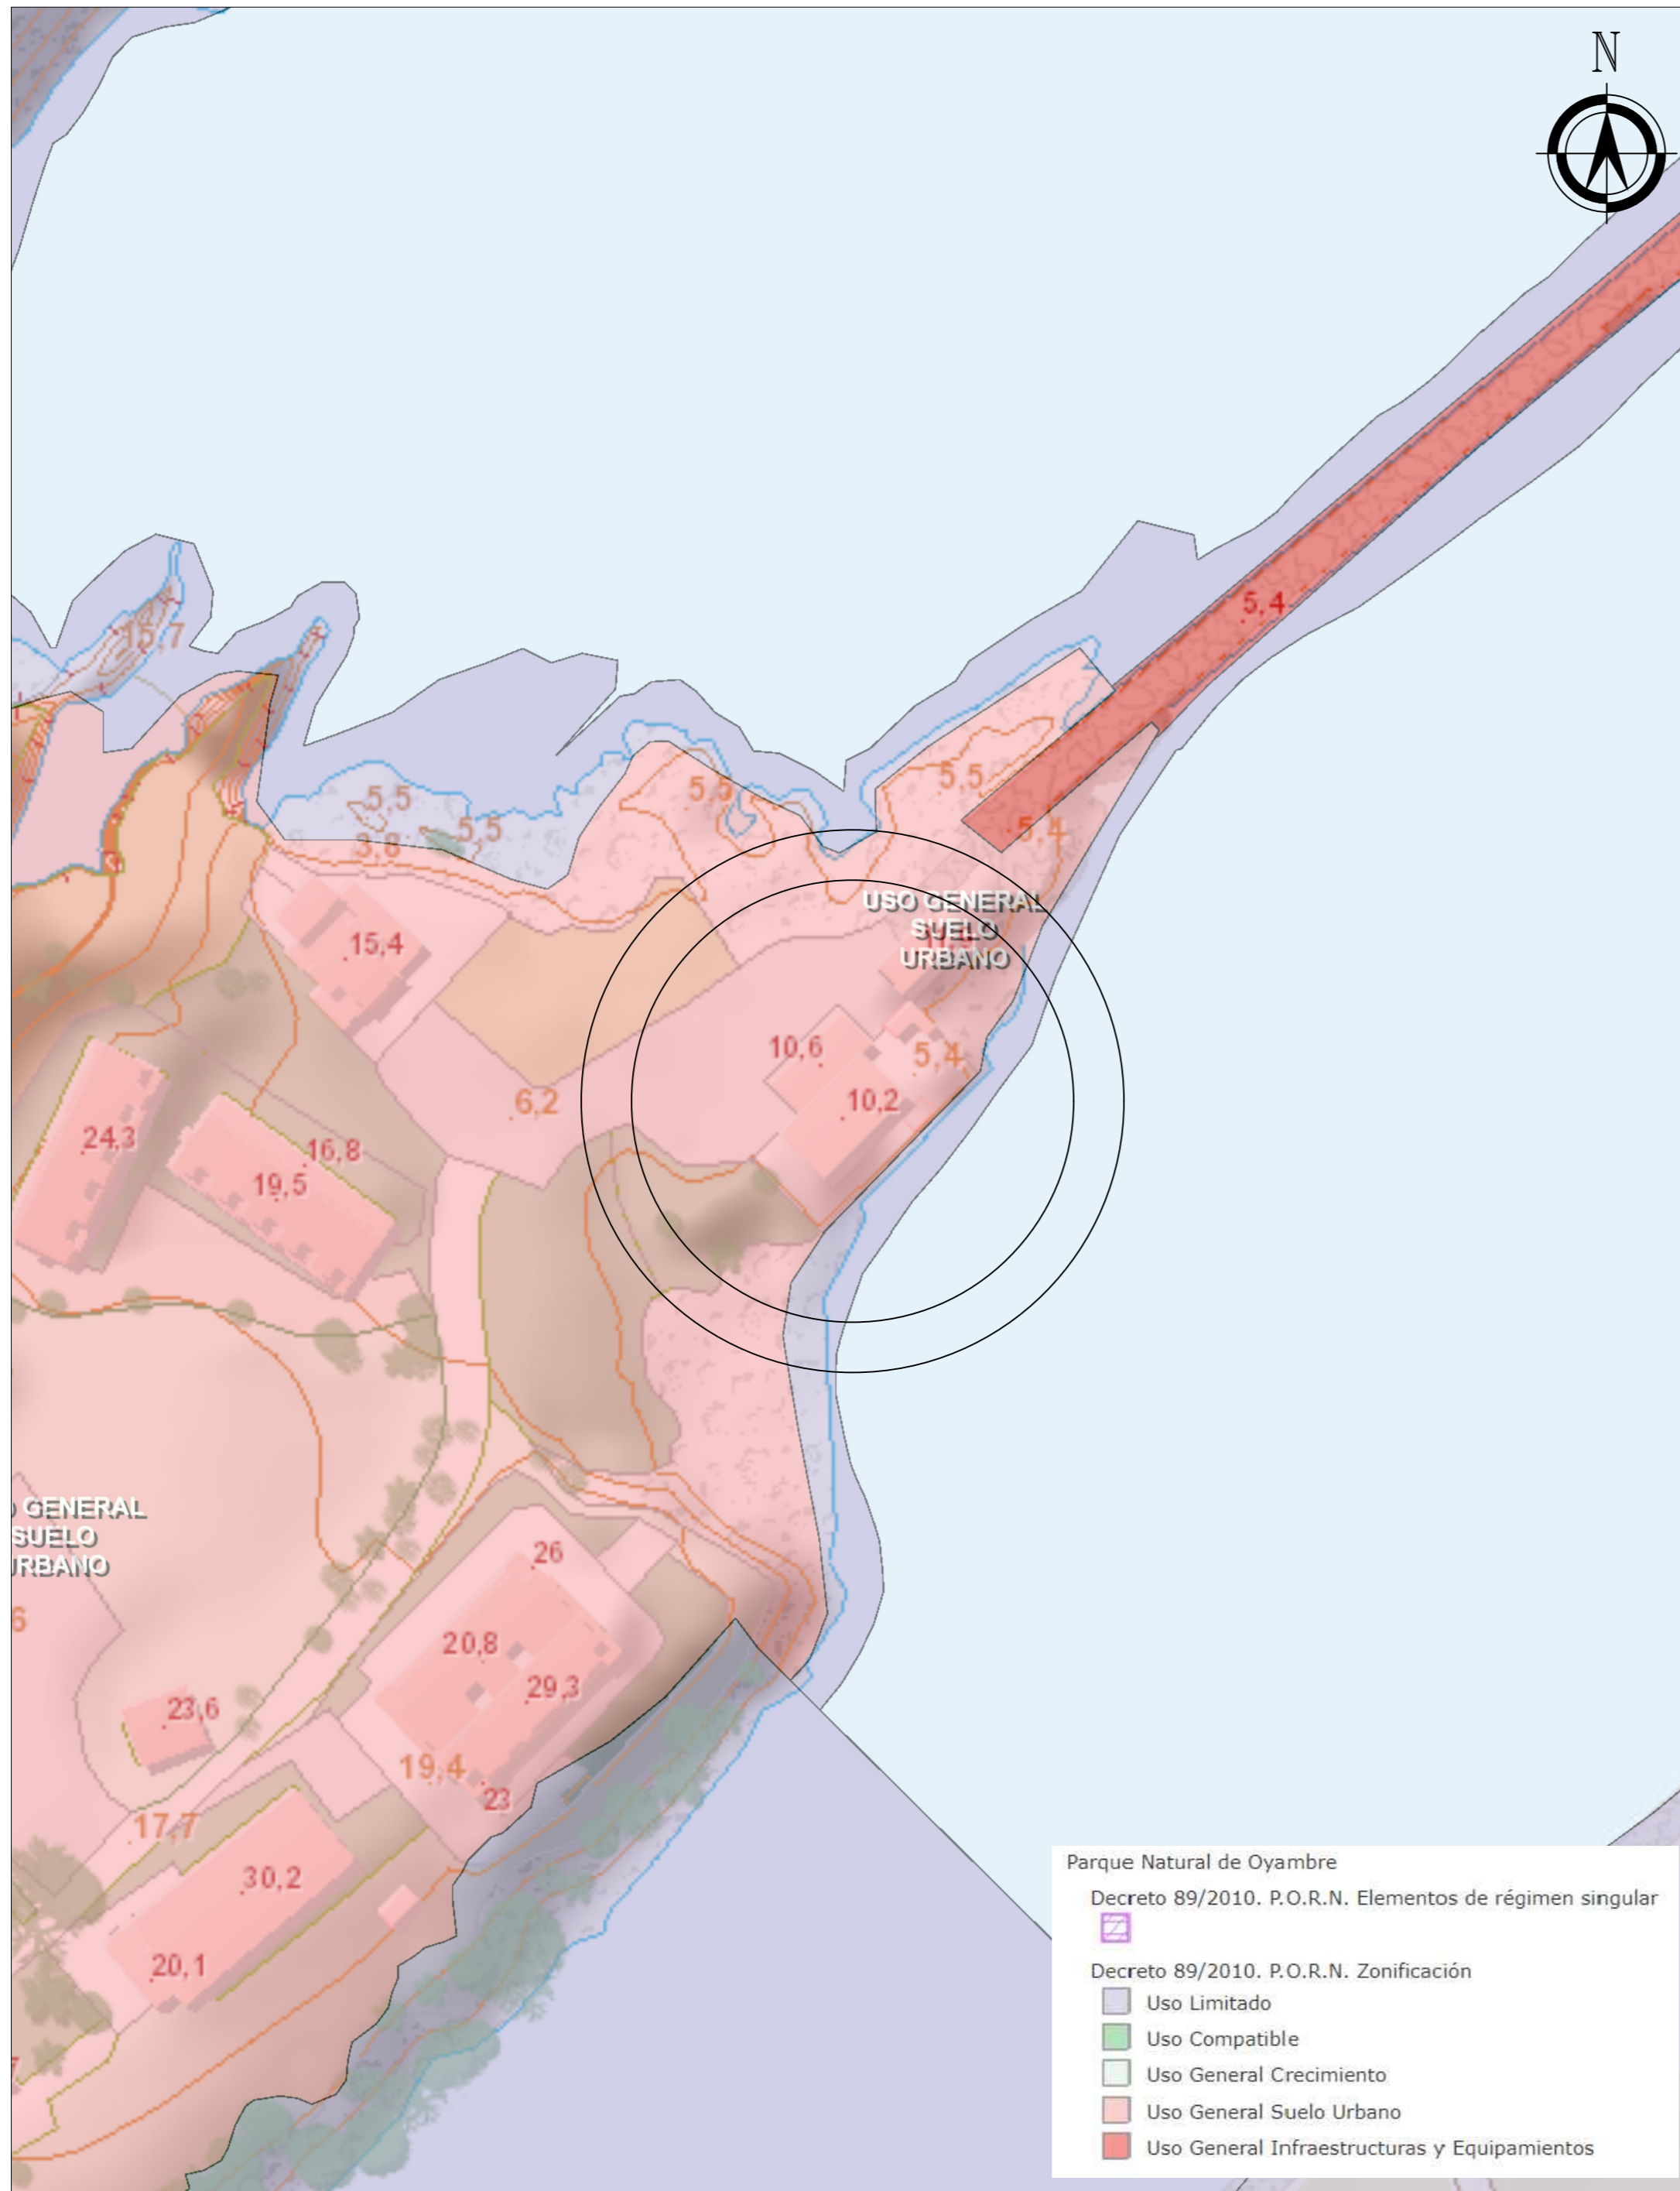 N
15,7
5,4
5,5
5,5
5,5
5,5
3,8
5,4
USO GENERAL
SUELO
URBANO
15,4
10,6
5,4
10,2
6,2
24,3
16,8
19,5
GENERAL
SUELO
URBANO
26
6
20,8
29,3
23,6
19,4
23
17,7
30,2
20,1
7
Parque Natural de Oyambre
Decreto 89/2010. P.O.R.N. Elementos de régimen singular
Decreto 89/2010. P.O.R.N. Zonificación
Uso Limitado
Uso Compatible
Uso General Crecimiento
Uso General Suelo Urbano
Uso General Infraestructuras y Equipamientos